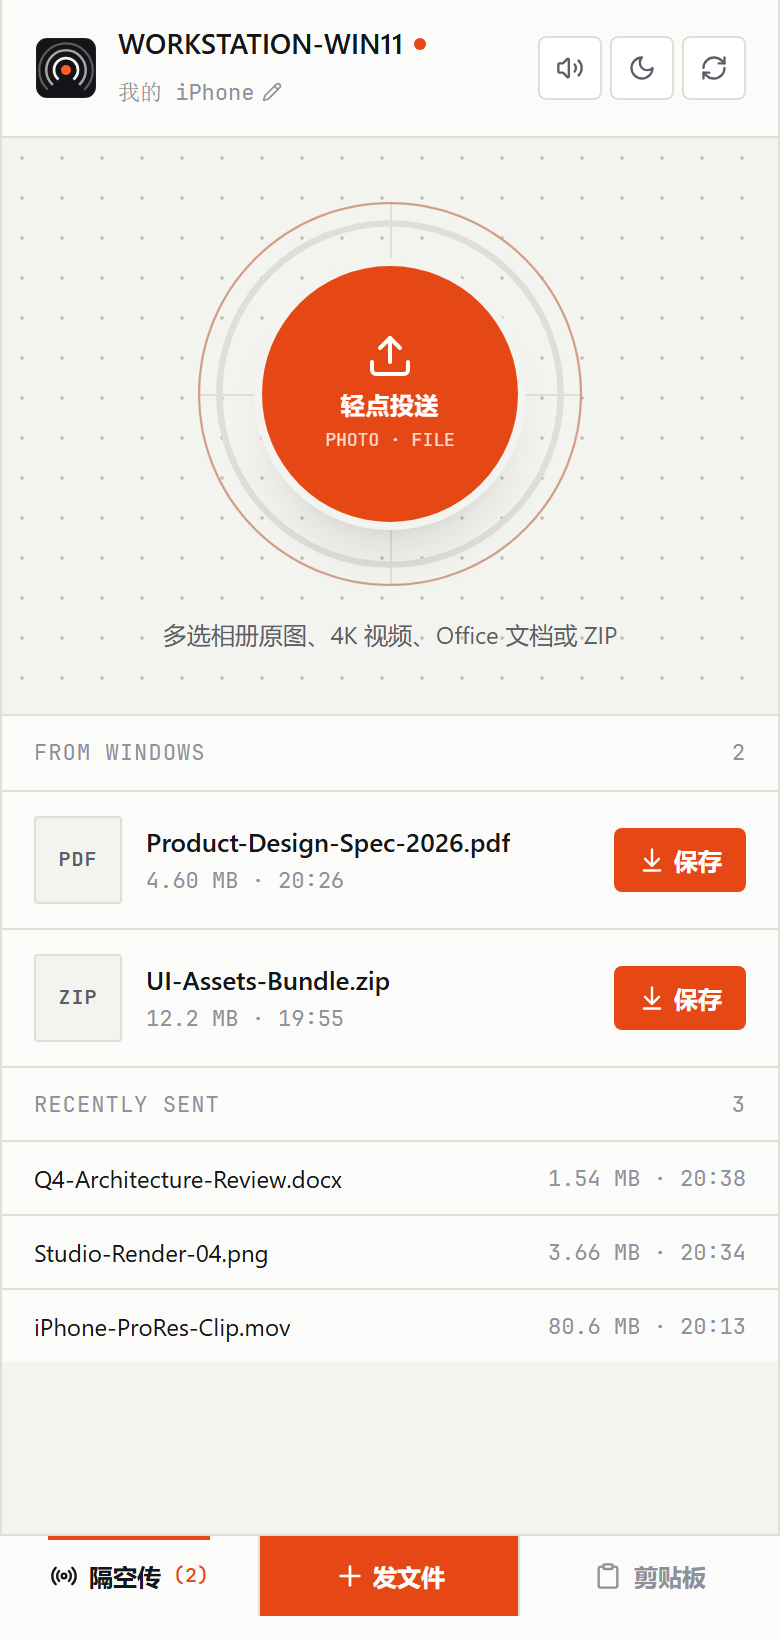 WORKSTATION-WIN11
我的 iPhone
轻点投送
PHOTO · FILE
多选相册原图、4K 视频、Office 文档或 ZIP
FROM WINDOWS 2
PDF
Product-Design-Spec-2026.pdf
4.60 MB · 20:26
保存
ZIP
UI-Assets-Bundle.zip
12.2 MB · 19:55
保存
RECENTLY SENT 3
Q4-Architecture-Review.docx 1.54 MB · 20:38
Studio-Render-04.png 3.66 MB · 20:34
iPhone-ProRes-Clip.mov 80.6 MB · 20:13
隔空传 (2) 发文件 剪贴板